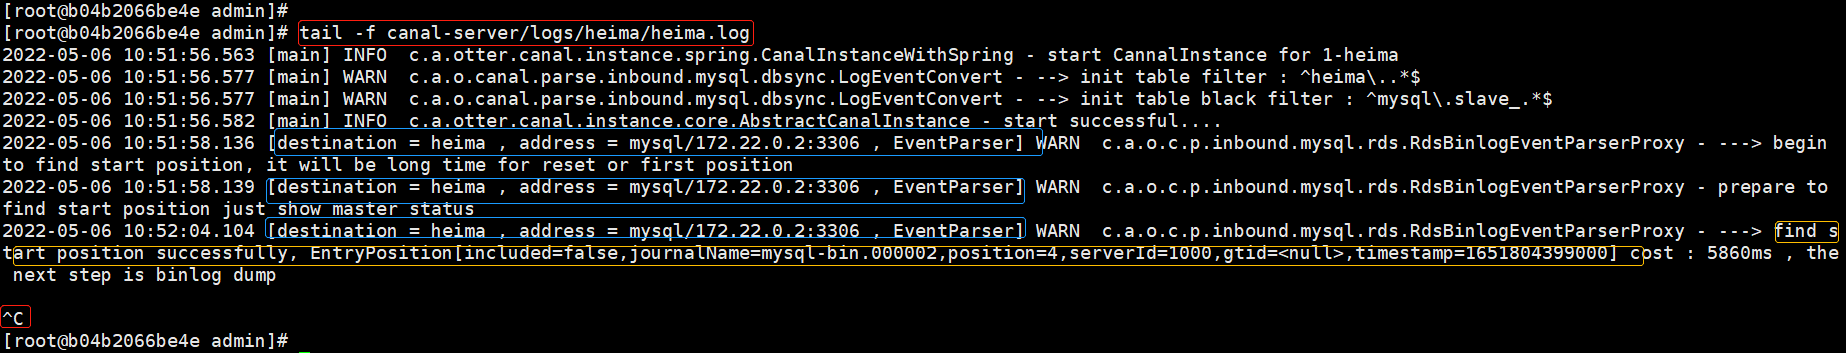 [root@b04b2066be4e admin]#
[root@b04b2066be4e admin]# tail -f canal-server/logs/heima/heima.log
2022-05-06 10:51:56.563 [main] INFO  c.a.otter.canal.instance.spring.CanalInstanceWithSpring - start CannalInstance for 1-heima
2022-05-06 10:51:56.577 [main] WARN  c.a.o.canal.parse.inbound.mysql.dbsync.LogEventConvert - --> init table filter : ^heima\..*$
2022-05-06 10:51:56.577 [main] WARN  c.a.o.canal.parse.inbound.mysql.dbsync.LogEventConvert - --> init table black filter : ^mysql\.slave_.*$
2022-05-06 10:51:56.582 [main] INFO  c.a.otter.canal.instance.core.AbstractCanalInstance - start successful....
2022-05-06 10:51:58.136 [destination = heima , address = mysql/172.22.0.2:3306 , EventParser] WARN  c.a.o.c.p.inbound.mysql.rds.RdsBinlogEventParserProxy - ---> begin
to find start position, it will be long time for reset or first position
2022-05-06 10:51:58.139 [destination = heima , address = mysql/172.22.0.2:3306 , EventParser] WARN  c.a.o.c.p.inbound.mysql.rds.RdsBinlogEventParserProxy - prepare to
find start position just show master status
2022-05-06 10:52:04.104 [destination = heima , address = mysql/172.22.0.2:3306 , EventParser] WARN  c.a.o.c.p.inbound.mysql.rds.RdsBinlogEventParserProxy - ---> find s
tart position successfully, EntryPosition[included=false,journalName=mysql-bin.000002,position=4,serverId=1000,gtid=<null>,timestamp=1651804399000] cost : 5860ms , the
 next step is binlog dump
^C
[root@b04b2066be4e admin]#